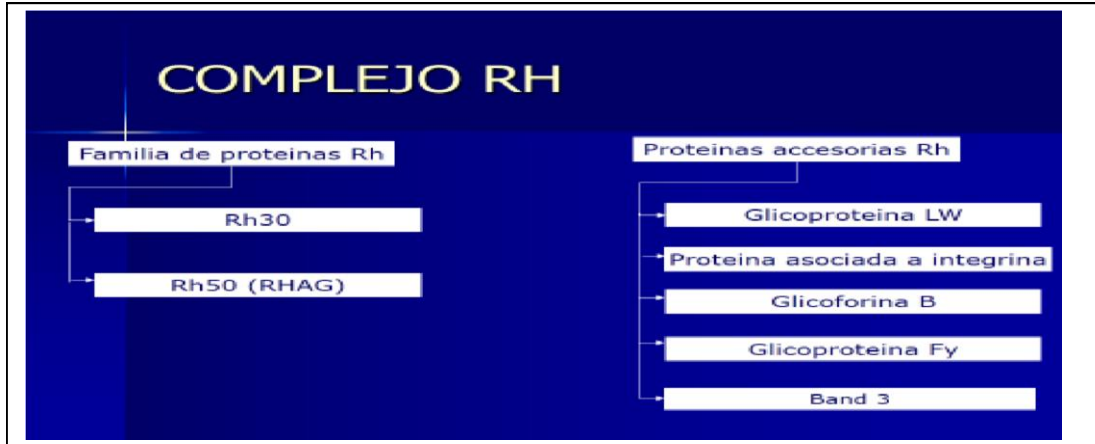 COMPLEJO RH
Familia de proteinas Rh
Rh30
Rh50 (RHAG)
Proteinas accesorias Rh
Glicoproteina LW
Proteina asociada a integrina
Glicoforina B
Glicoproteina Fy
Band 3